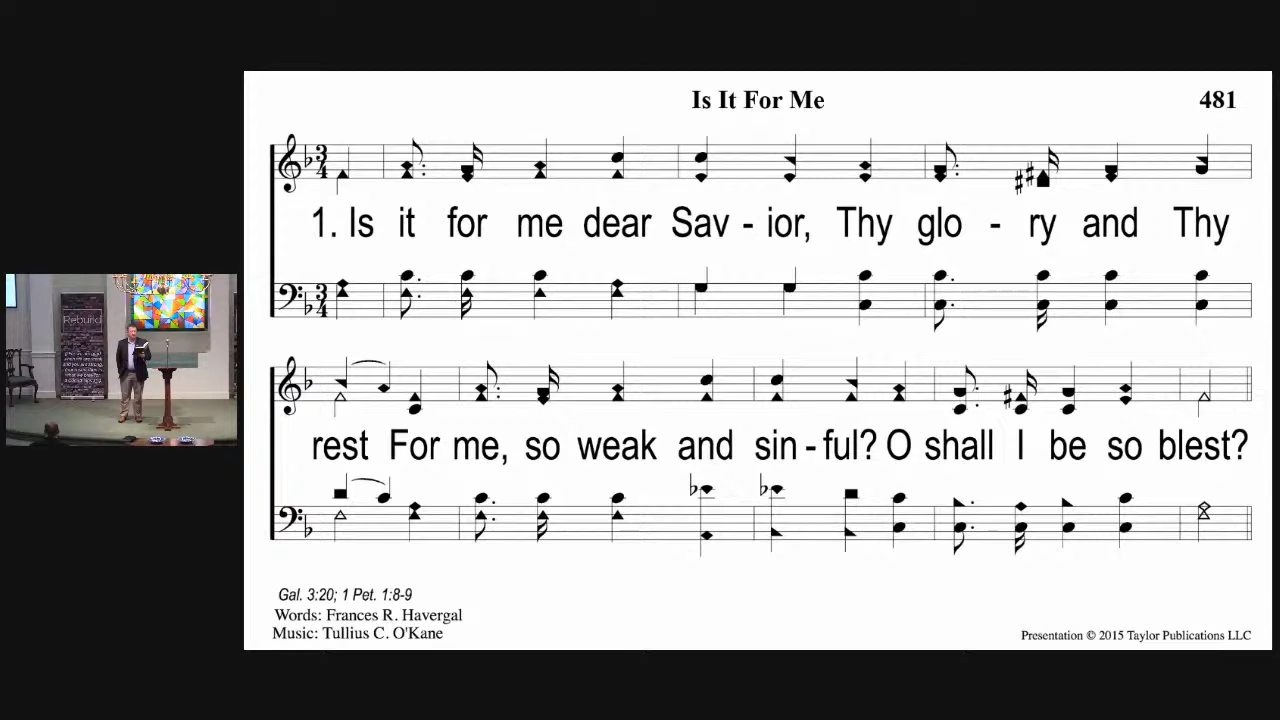 Is It For Me
481
1. Is it for me dear Sav - ior, Thy glo - ry and Thy
rest For me, so weak and sin - ful? O shall I be so blest?
Gal. 3:20; 1 Pet. 1:8-9
Words: Frances R. Havergal
Music: Tullius C. O'Kane
Presentation © 2015 Taylor Publications LLC
Rebuild